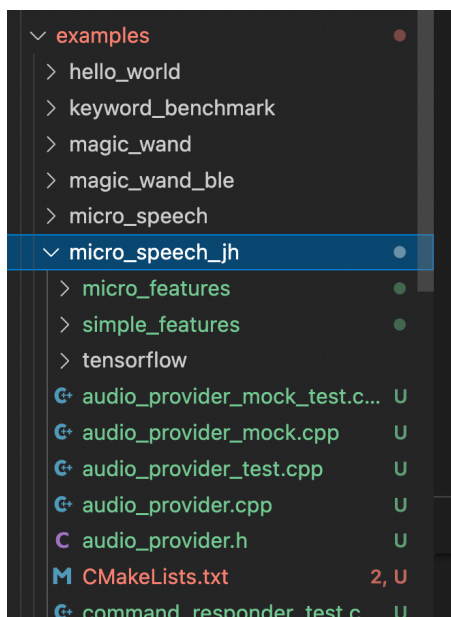 examples
hello_world
keyword_benchmark
magic_wand
magic_wand_ble
micro_speech
micro_speech_jh
micro_features
simple_features
tensorflow
audio_provider_mock_test.c... U
audio_provider_mock.cpp U
audio_provider_test.cpp U
audio_provider.cpp U
C audio_provider.h U
M CMakeLists.txt 2, U
command_responder_test.c... U